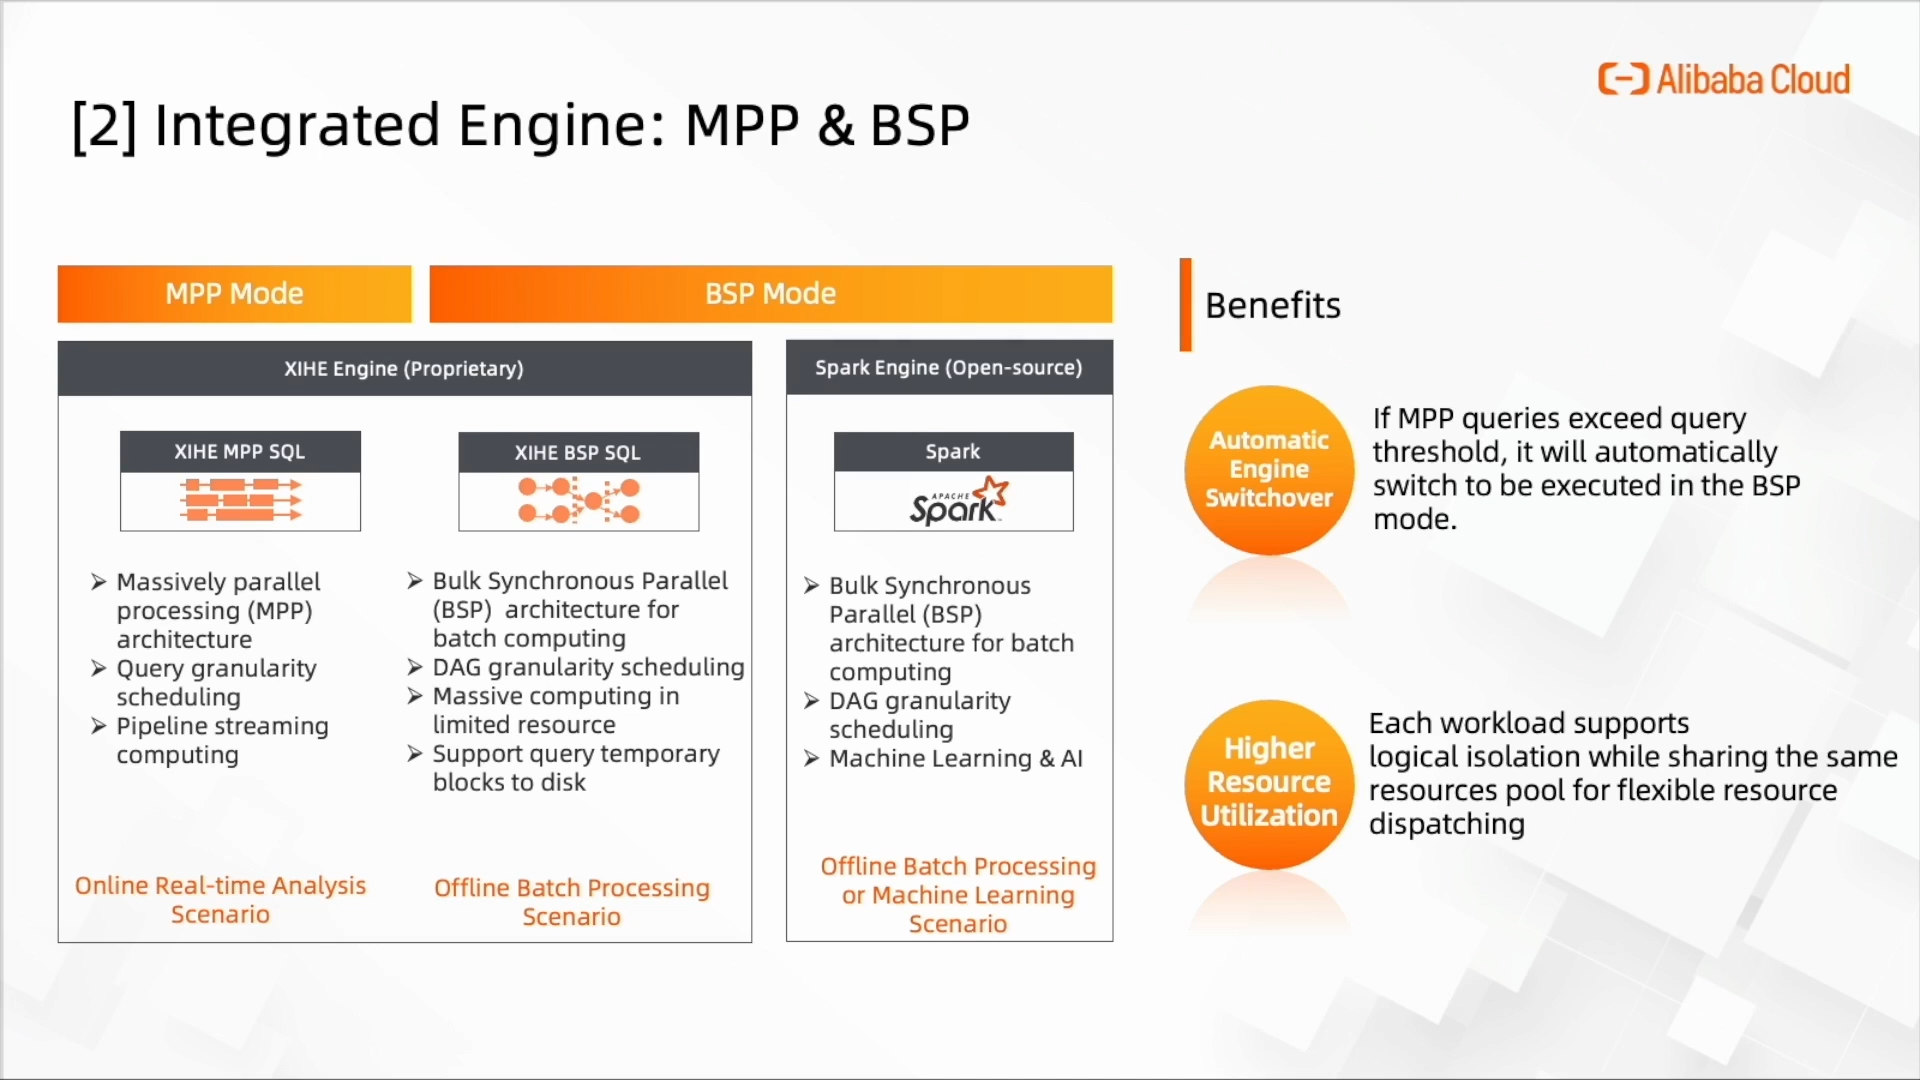 Alibaba Cloud
[2] Integrated Engine: MPP & BSP
MPP Mode
BSP Mode
XIHE Engine (Proprietary)
XIHE MPP SQL
➢ Massively parallel
processing (MPP)
architecture
➢ Query granularity
scheduling
➢ Pipeline streaming
computing
Online Real-time Analysis
Scenario
XIHE BSP SQL
➢ Bulk Synchronous Parallel
(BSP) architecture for
batch computing
➢ DAG granularity scheduling
➢ Massive computing in
limited resource
➢ Support query temporary
blocks to disk
Offline Batch Processing
Scenario
Spark Engine (Open-source)
Spark
APACHE
Spark™
➢ Bulk Synchronous
Parallel (BSP)
architecture for batch
computing
➢ DAG granularity
scheduling
➢ Machine Learning & AI
Offline Batch Processing
or Machine Learning
Scenario
Benefits
Automatic
Engine
Switchover
If MPP queries exceed query
threshold, it will automatically
switch to be executed in the BSP
mode.
Higher
Resource
Utilization
Each workload supports
logical isolation while sharing the same
resources pool for flexible resource
dispatching